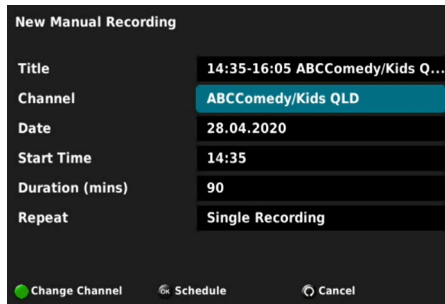 New Manual Recording
Title 14:35-16:05 ABCComedy/Kids Q...
Channel ABCComedy/Kids QLD
Date 28.04.2020
Start Time 14:35
Duration (mins) 90
Repeat Single Recording
Change Channel OK Schedule Cancel